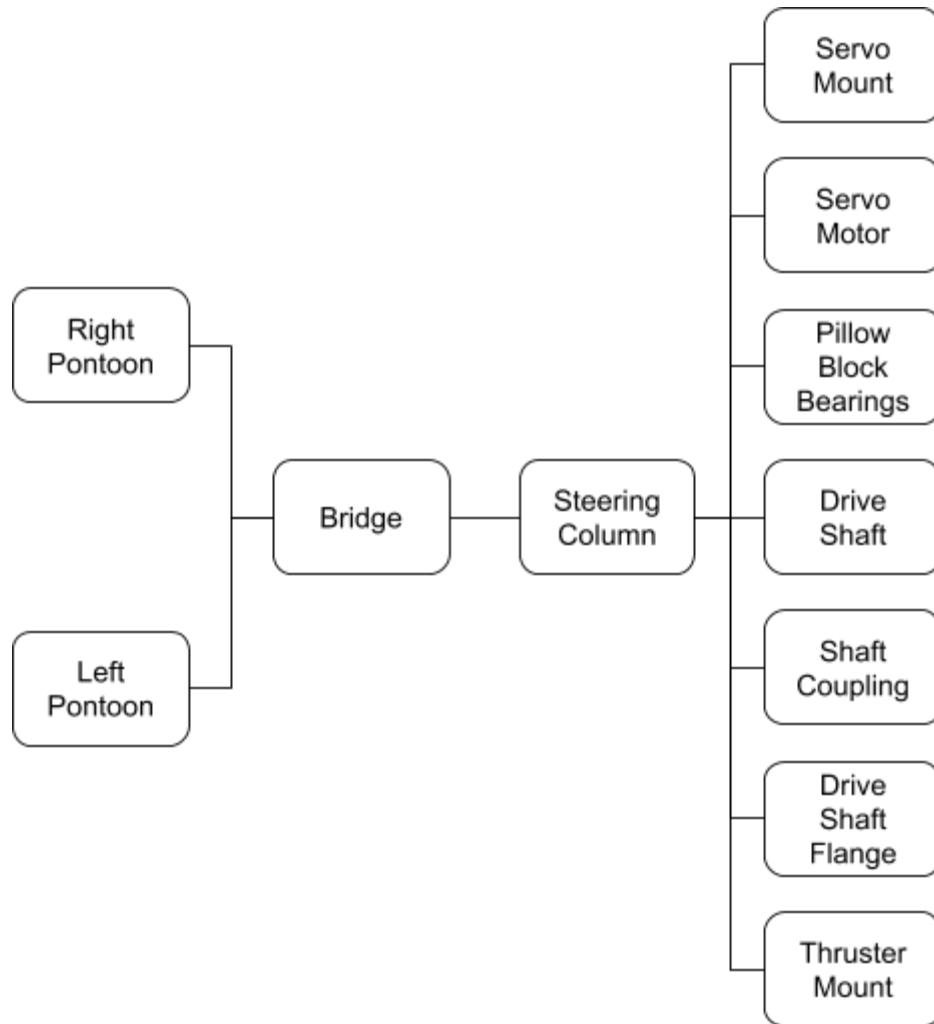 Servo
Mount
Servo
Motor
Pillow
Block
Bearings
Right
Pontoon
Bridge
Steering
Column
Drive
Shaft
Left
Pontoon
Shaft
Coupling
Drive
Shaft
Flange
Thruster
Mount